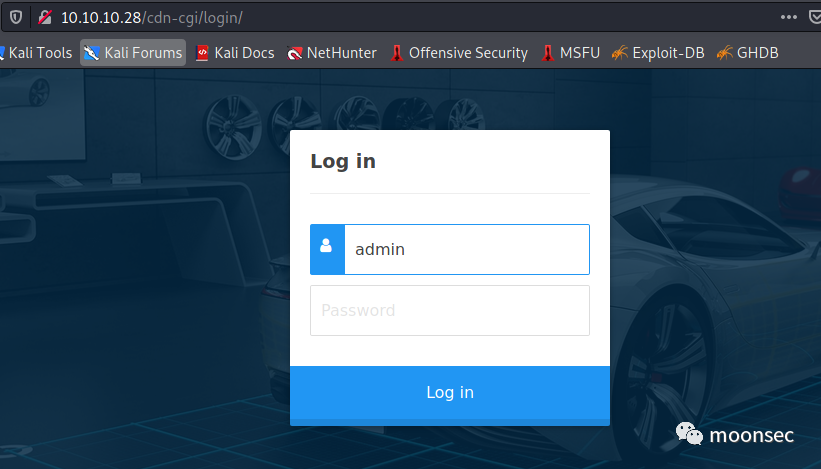 10.10.10.28/cdn-cgi/login/
Kali Tools Kali Forums Kali Docs NetHunter Offensive Security MSFU Exploit-DB GHDB
Log in
admin
Password
Log in
moonsec